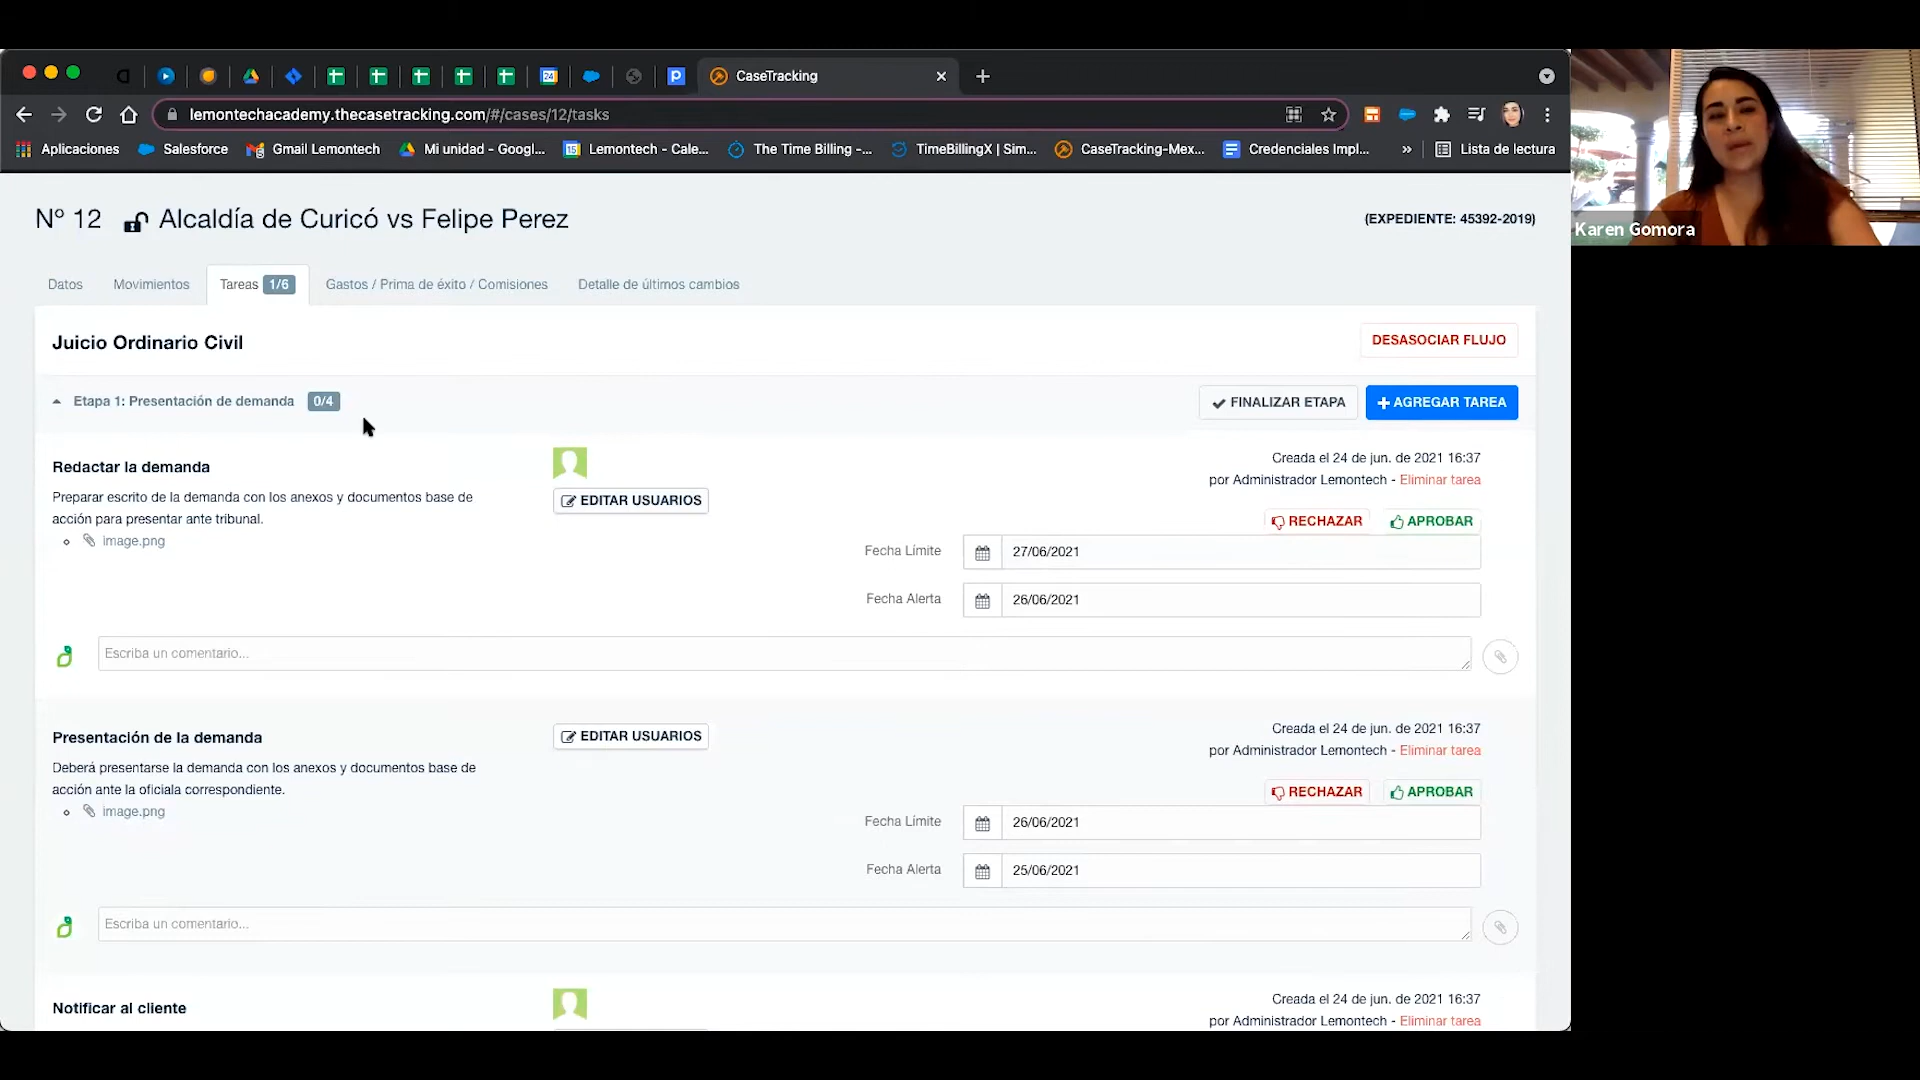 CaseTracking
lemontechacademy.thecasetracking.com/#/cases/12/tasks
Aplicaciones
Salesforce
Gmail Lemontech
Mi unidad - Googl...
15
Lemontech - Cale...
The Time Billing -...
TimeBillingX | Sim...
CaseTracking-Mex...
Credenciales Impl...
»
Lista de lectura
Nº 12 Alcaldía de Curicó vs Felipe Perez
(EXPEDIENTE: 45392-2019)
Karen Gomora
Datos
Movimientos
Tareas 1/6
Gastos / Prima de éxito / Comisiones
Detalle de últimos cambios
Juicio Ordinario Civil
DESASOCIAR FLUJO
Etapa 1: Presentación de demanda 0/4
FINALIZAR ETAPA
+ AGREGAR TAREA
Redactar la demanda
Preparar escrito de la demanda con los anexos y documentos base de
acción para presentar ante tribunal.
image.png
EDITAR USUARIOS
Creada el 24 de jun. de 2021 16:37
por Administrador Lemontech - Eliminar tarea
RECHAZAR
APROBAR
Fecha Límite
27/06/2021
Fecha Alerta
26/06/2021
Escriba un comentario...
Presentación de la demanda
Deberá presentarse la demanda con los anexos y documentos base de
acción ante la oficiala correspondiente.
image.png
EDITAR USUARIOS
Creada el 24 de jun. de 2021 16:37
por Administrador Lemontech - Eliminar tarea
RECHAZAR
APROBAR
Fecha Límite
26/06/2021
Fecha Alerta
25/06/2021
Escriba un comentario...
Notificar al cliente
Creada el 24 de jun. de 2021 16:37
por Administrador Lemontech - Eliminar tarea